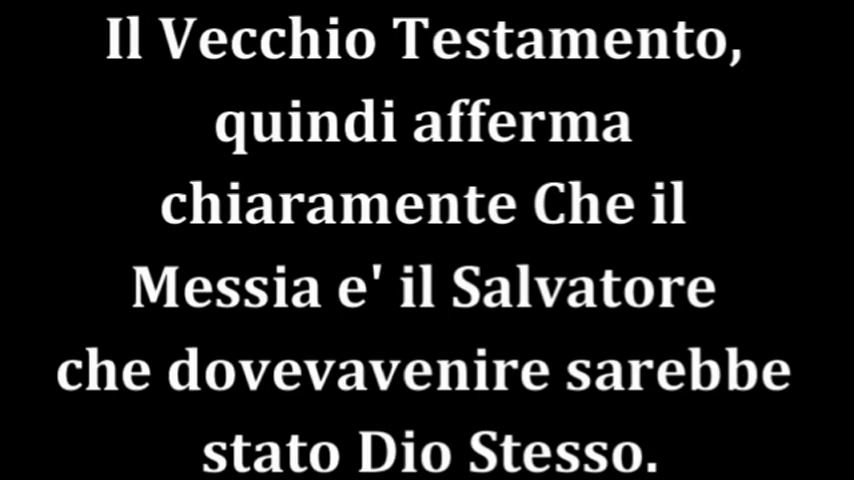 Il Vecchio Testamento,
quindi afferma
chiaramente Che il
Messia e' il Salvatore
che dovevavenire sarebbe
stato Dio Stesso.